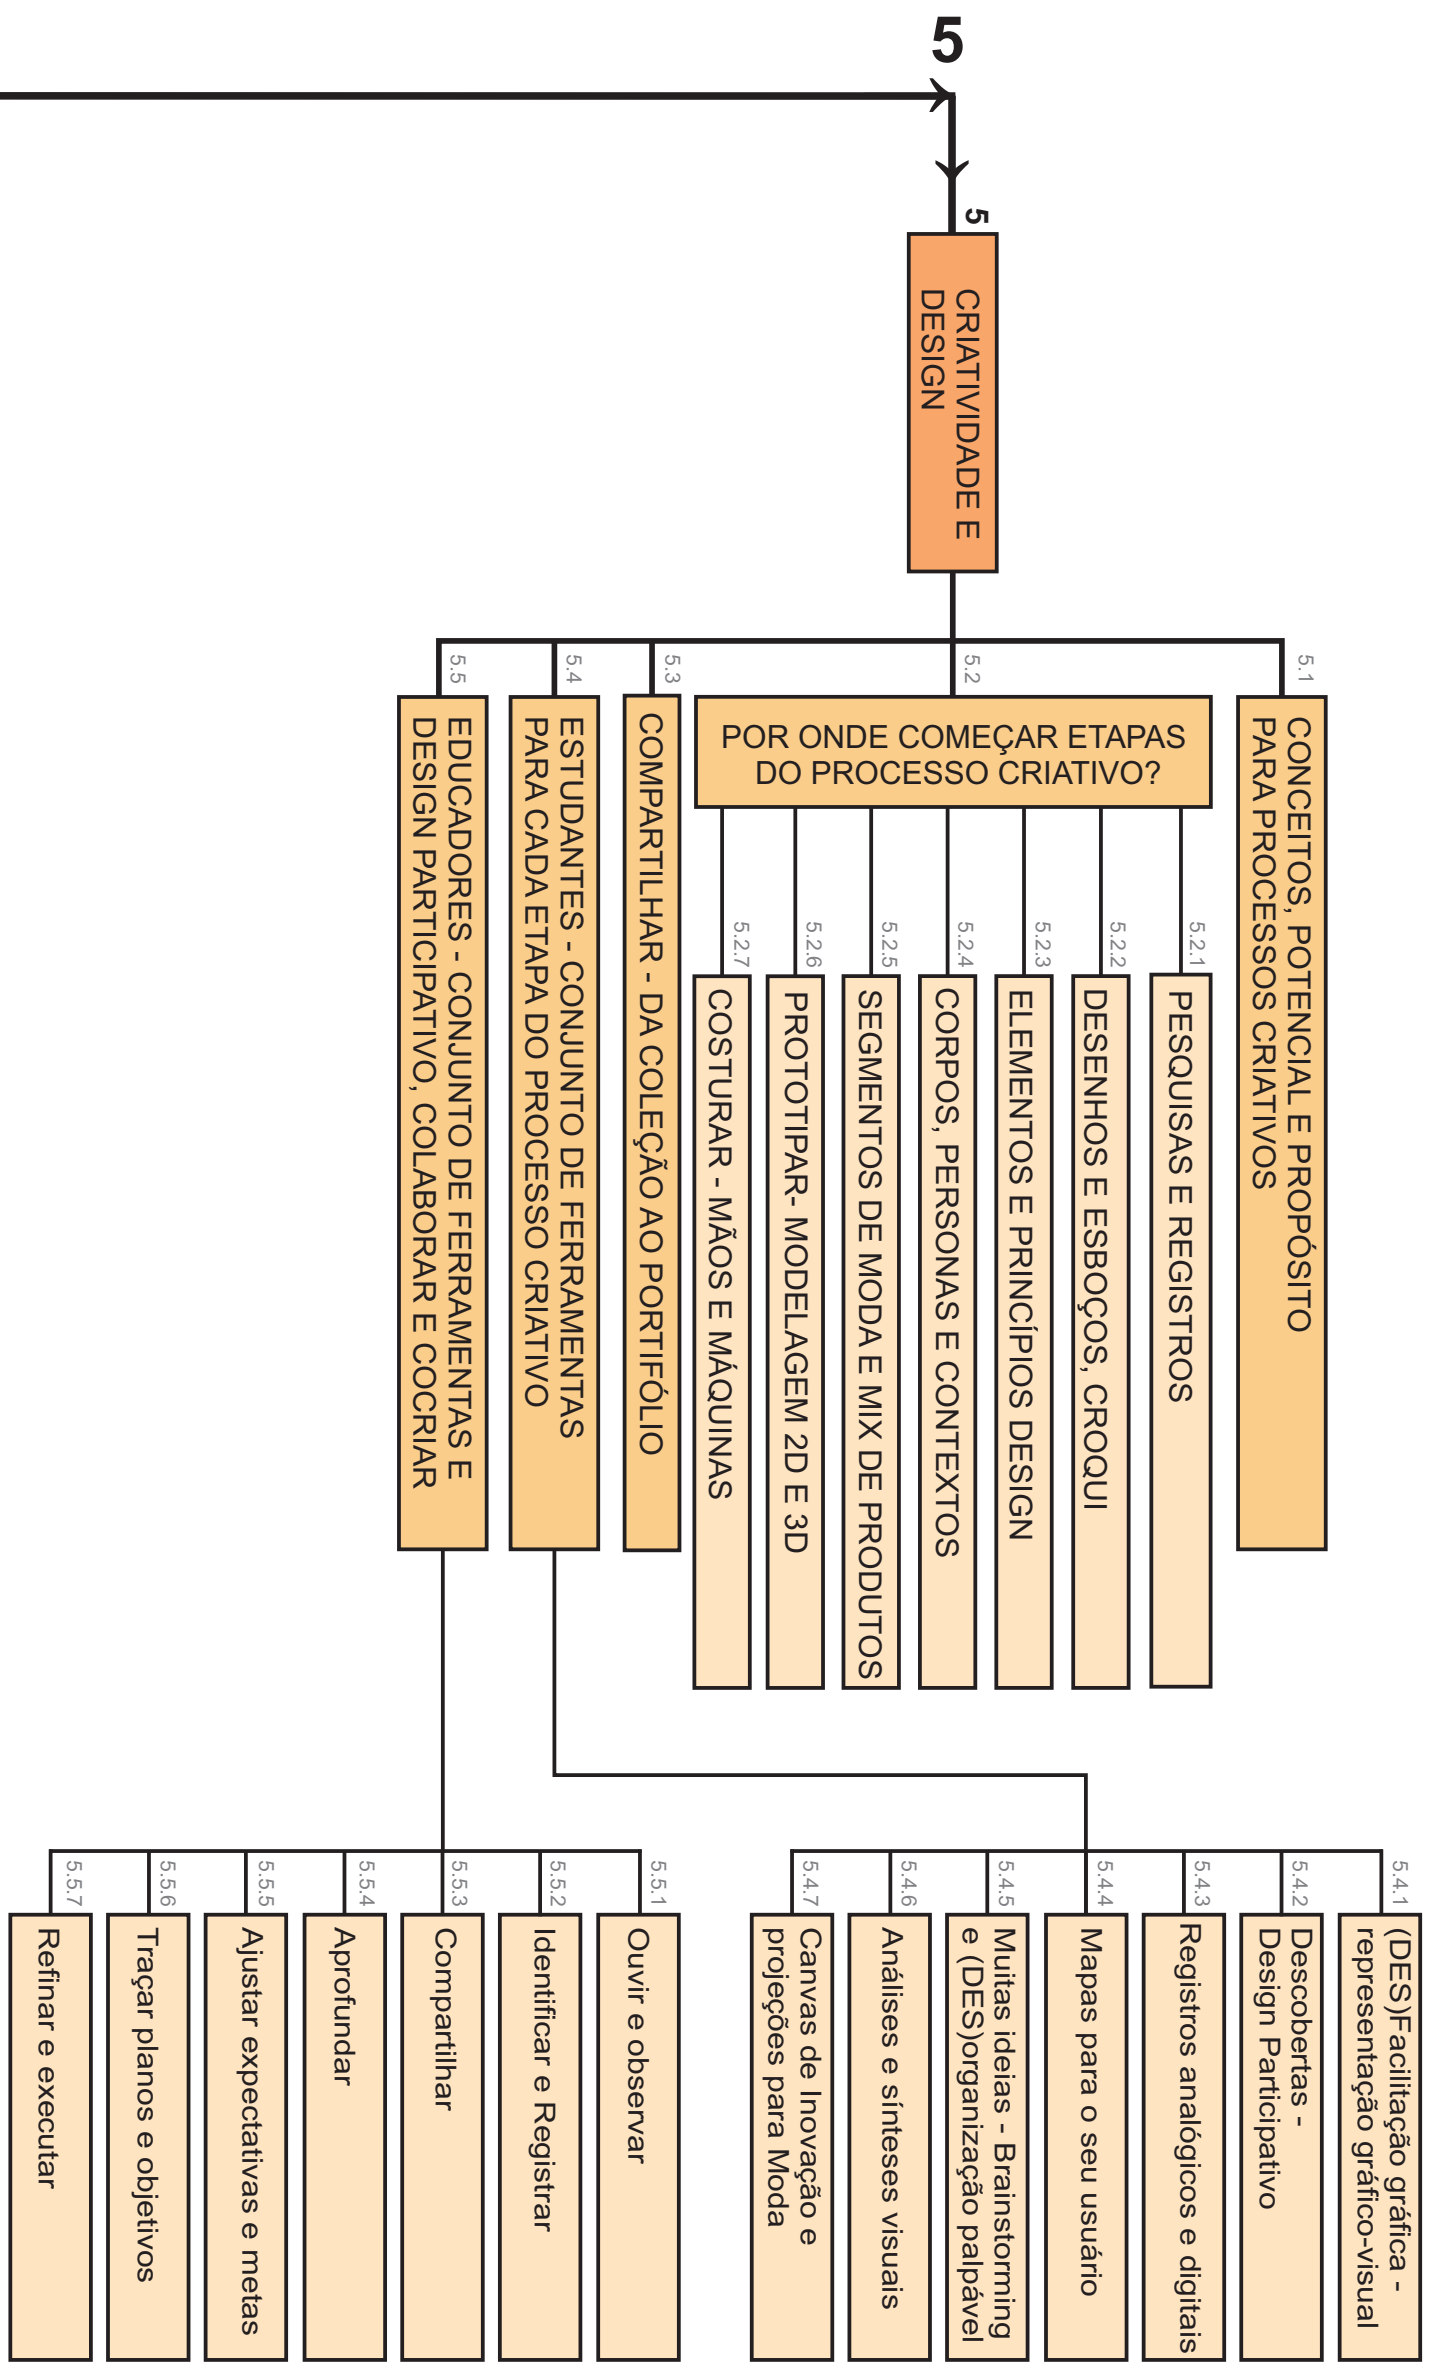 5
5
CRIATIVIDADE E
DESIGN
5.1
CONCEITOS, POTENCIAL E PROPÓSITO
PARA PROCESSOS CRIATIVOS
5.2
POR ONDE COMEÇAR ETAPAS
DO PROCESSO CRIATIVO?
5.2.1
PESQUISAS E REGISTROS
5.2.2
DESENHOS E ESBOÇOS, CROQUI
5.2.3
ELEMENTOS E PRINCÍPIOS DESIGN
5.2.4
CORPOS, PERSONAS E CONTEXTOS
5.2.5
SEGMENTOS DE MODA E MIX DE PRODUTOS
5.2.6
PROTOTIPAR- MODELAGEM 2D E 3D
5.2.7
COSTURAR - MÃOS E MÁQUINAS
5.3
COMPARTILHAR - DA COLEÇÃO AO PORTIFÓLIO
5.4
ESTUDANTES - CONJUNTO DE FERRAMENTAS
PARA CADA ETAPA DO PROCESSO CRIATIVO
5.4.1
(DES)Facilitação gráfica -
representação gráfico-visual
5.4.2
Descobertas -
Design Participativo
5.4.3
Registros analógicos e digitais
5.4.4
Mapas para o seu usuário
5.4.5
Muitas ideias - Brainstorming
e (DES)organização palpável
5.4.6
Análises e sínteses visuais
5.4.7
Canvas de Inovação e
projeções para Moda
5.5
EDUCADORES - CONJUNTO DE FERRAMENTAS E
DESIGN PARTICIPATIVO, COLABORAR E COCRIAR
5.5.1
Ouvir e observar
5.5.2
Identificar e Registrar
5.5.3
Compartilhar
5.5.4
Aprofundar
5.5.5
Ajustar expectativas e metas
5.5.6
Traçar planos e objetivos
5.5.7
Refinar e executar